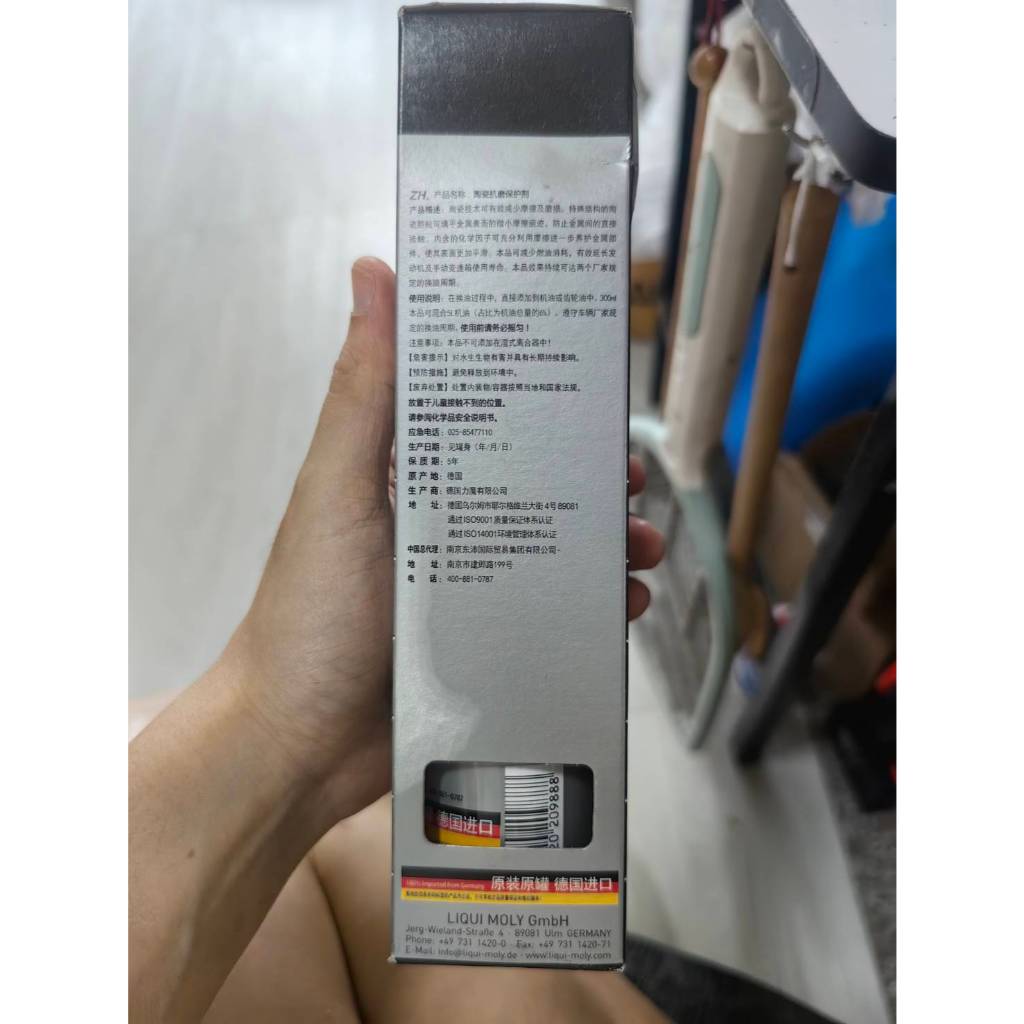 ZH. 产品名称：陶瓷抗磨保护剂
产品概述：陶瓷技术可有效减少摩擦及磨损。特殊结构的陶
瓷颗粒可填平金属表面的细小摩擦痕迹，防止金属间的直接
接触。内含的化学因子可充分利用摩擦进一步养护金属部
件，使其表面更加平滑。本品可减少燃油消耗，有效延长发
动机及手动变速箱使用寿命。本品效果持续可达两个厂家规
定的换油周期。
使用说明：在换油过程中，直接添加到机油或齿轮油中。300ml
本品可混合5L机油（占比为机油总量的6%）。遵守车辆厂家规
定的换油周期。使用前请务必摇匀！
注意事项：本品不可添加在湿式离合器中！
【危害提示】对水生生物有害并具有长期持续影响。
【预防措施】避免释放到环境中。
【废弃处置】处置内装物/容器按照当地和国家法规。
放置于儿童接触不到的位置。
请参阅化学品安全说明书。
应急电话：025-85477110
生产日期：见罐身（年/月/日）
保 质 期：5年
原 产 地：德国
生 产 商：德国力魔有限公司
地 址：德国乌尔姆市耶尔格维兰大街 4号 89081
通过 ISO9001 质量保证体系认证
通过 ISO14001 环境管理体系认证
中国总代理：南京东沛国际贸易集团有限公司
地 址：南京市建邺路199号
电 话：400-881-0787
德国进口
20 209888
100% Imported from Germany 原装原罐 德国进口
LIQUI MOLY GmbH
Jerg-Wieland-Straße 4 · 89081 Ulm GERMANY
Phone: +49 731 1420-0 · Fax: +49 731 1420-71
E-Mail: info@liqui-moly.de · www.liqui-moly.com